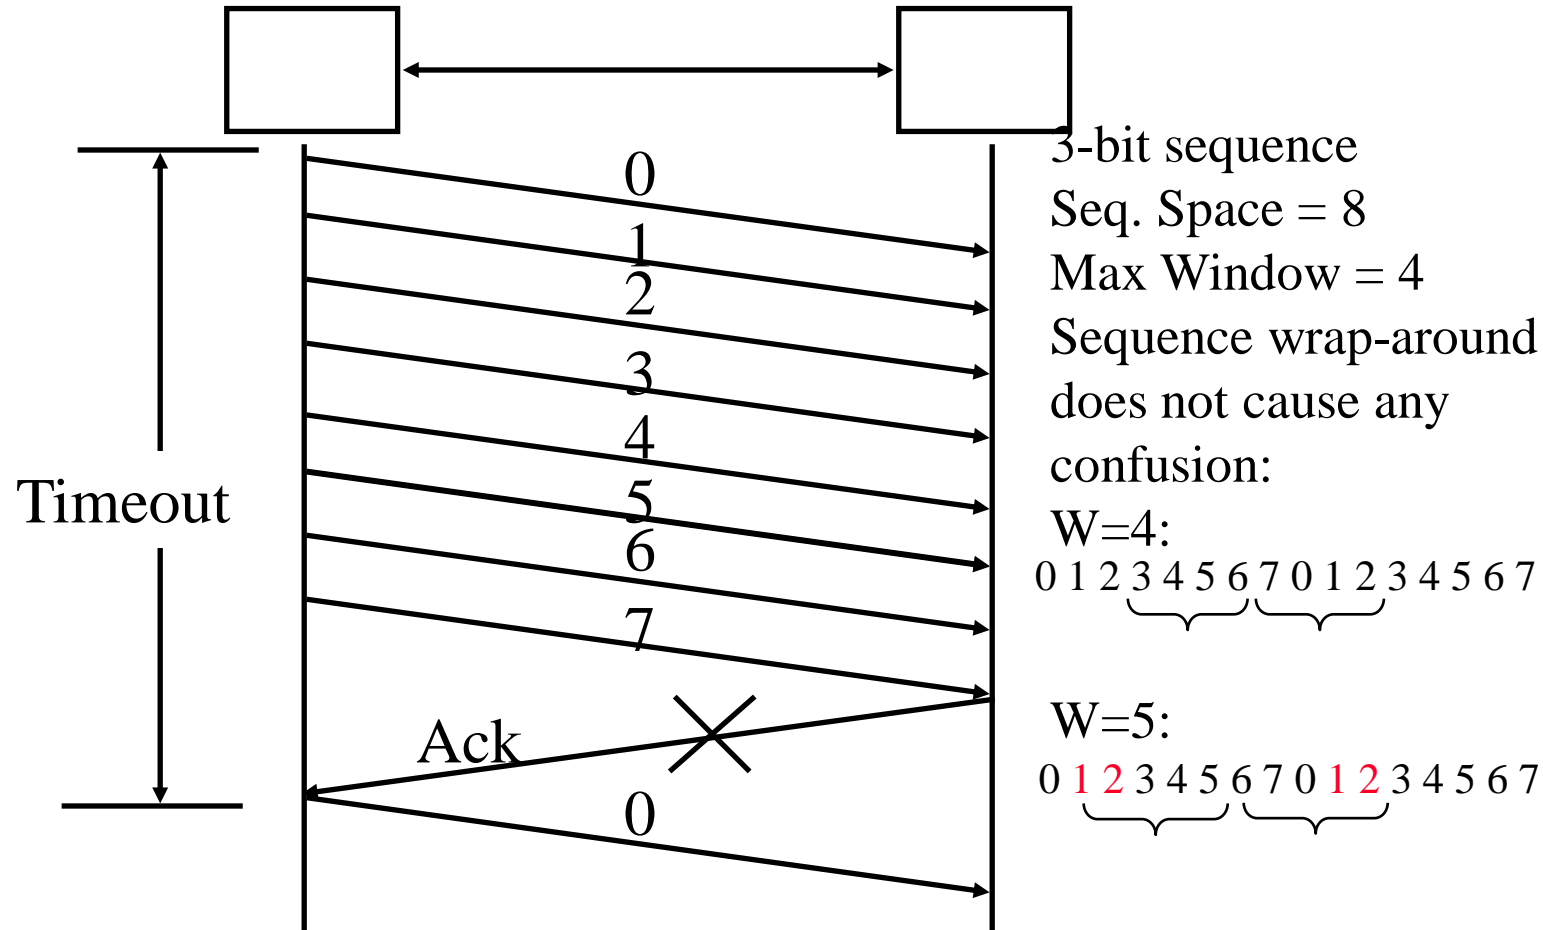 0
1
2
3
4
5
6
7
Timeout
Ack
0
3-bit sequence
Seq. Space = 8
Max Window = 4
Sequence wrap-around
does not cause any
confusion:
W=4:
0 1 2 3 4 5 6 7 0 1 2 3 4 5 6 7
W=5:
0 1 2 3 4 5 6 7 0 1 2 3 4 5 6 7